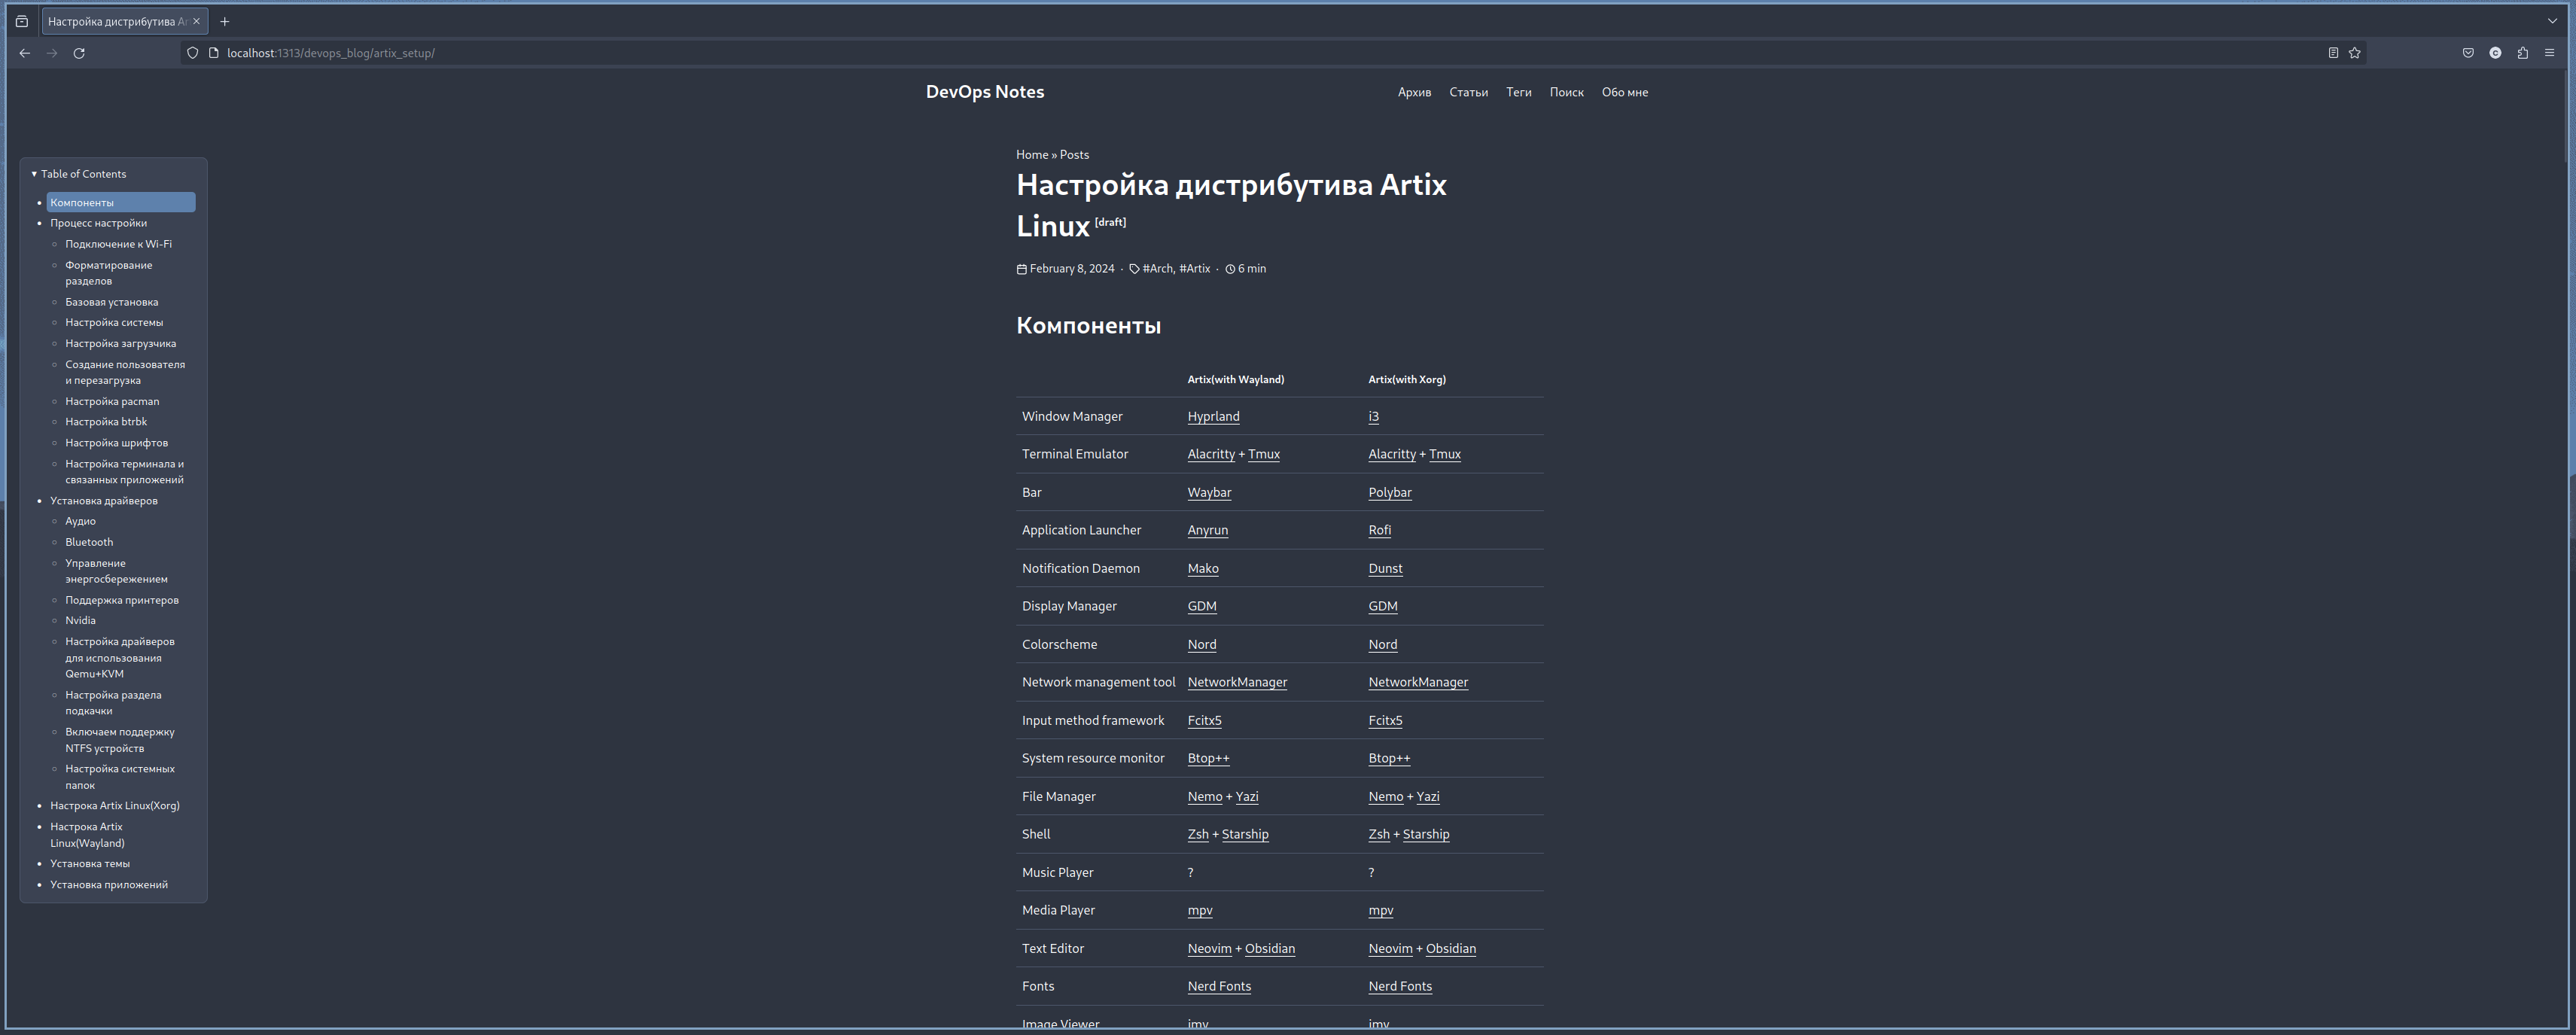 Настройка дистрибутива Ar
localhost:1313/devops_blog/artix_setup/
DevOps Notes
Архив Статьи Теги Поиск Обо мне
Table of Contents
Компоненты
Процесс настройки
Подключение к Wi-Fi
Форматирование
разделов
Базовая установка
Настройка системы
Настройка загрузчика
Создание пользователя
и перезагрузка
Настройка pacman
Настройка btrbk
Настройка шрифтов
Настройка терминала и
связанных приложений
Установка драйверов
Аудио
Bluetooth
Управление
энергосбережением
Поддержка принтеров
Nvidia
Настройка драйверов
для использования
Qemu+KVM
Настройка раздела
подкачки
Включаем поддержку
NTFS устройств
Настройка системных
папок
Настрока Artix Linux(Xorg)
Настрока Artix
Linux(Wayland)
Установка темы
Установка приложений
Home » Posts
Настройка дистрибутива Artix
Linux [draft]
February 8, 2024 · #Arch, #Artix · 6 min
Компоненты
Artix(with Wayland) Artix(with Xorg)
Window Manager Hyprland i3
Terminal Emulator Alacritty + Tmux Alacritty + Tmux
Bar Waybar Polybar
Application Launcher Anyrun Rofi
Notification Daemon Mako Dunst
Display Manager GDM GDM
Colorscheme Nord Nord
Network management tool NetworkManager NetworkManager
Input method framework Fcitx5 Fcitx5
System resource monitor Btop++ Btop++
File Manager Nemo + Yazi Nemo + Yazi
Shell Zsh + Starship Zsh + Starship
Music Player ? ?
Media Player mpv mpv
Text Editor Neovim + Obsidian Neovim + Obsidian
Fonts Nerd Fonts Nerd Fonts
Image Viewer imv imv